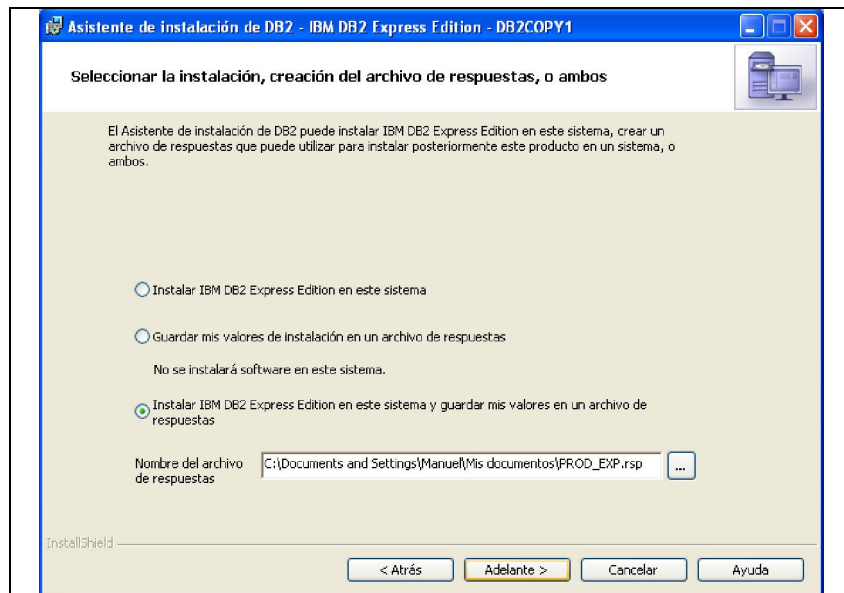 Asistente de instalación de DB2 - IBM DB2 Express Edition - DB2COPY1
Seleccionar la instalación, creación del archivo de respuestas, o ambos
El Asistente de instalación de DB2 puede instalar IBM DB2 Express Edition en este sistema, crear un
archivo de respuestas que puede utilizar para instalar posteriormente este producto en un sistema, o
ambos.
Instalar IBM DB2 Express Edition en este sistema
Guardar mis valores de instalación en un archivo de respuestas
No se instalará software en este sistema.
Instalar IBM DB2 Express Edition en este sistema y guardar mis valores en un archivo de
respuestas
Nombre del archivo C:\Documents and Settings\Manuel\Mis documentos\PROD_EXP.rsp ...
de respuestas
InstallShield
< Atrás Adelante > Cancelar Ayuda